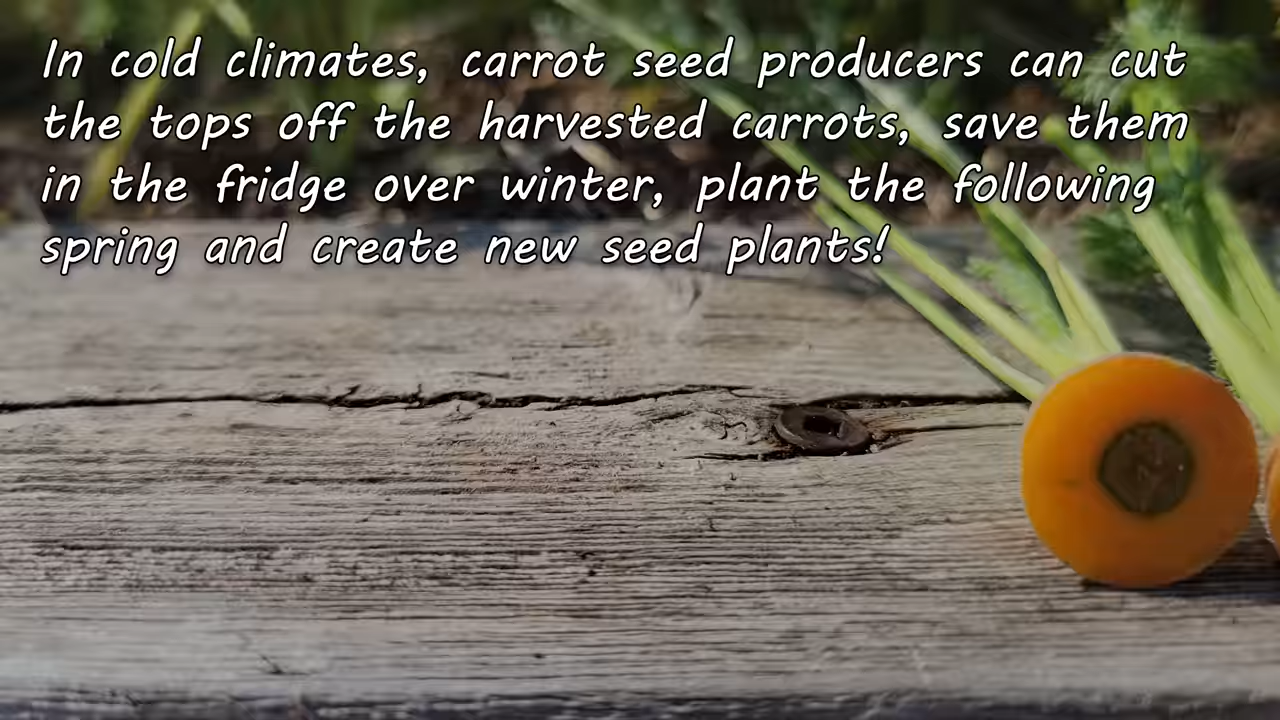 In cold climates, carrot seed producers can cut
the tops off the harvested carrots, save them
in the fridge over winter, plant the following
spring and create new seed plants!